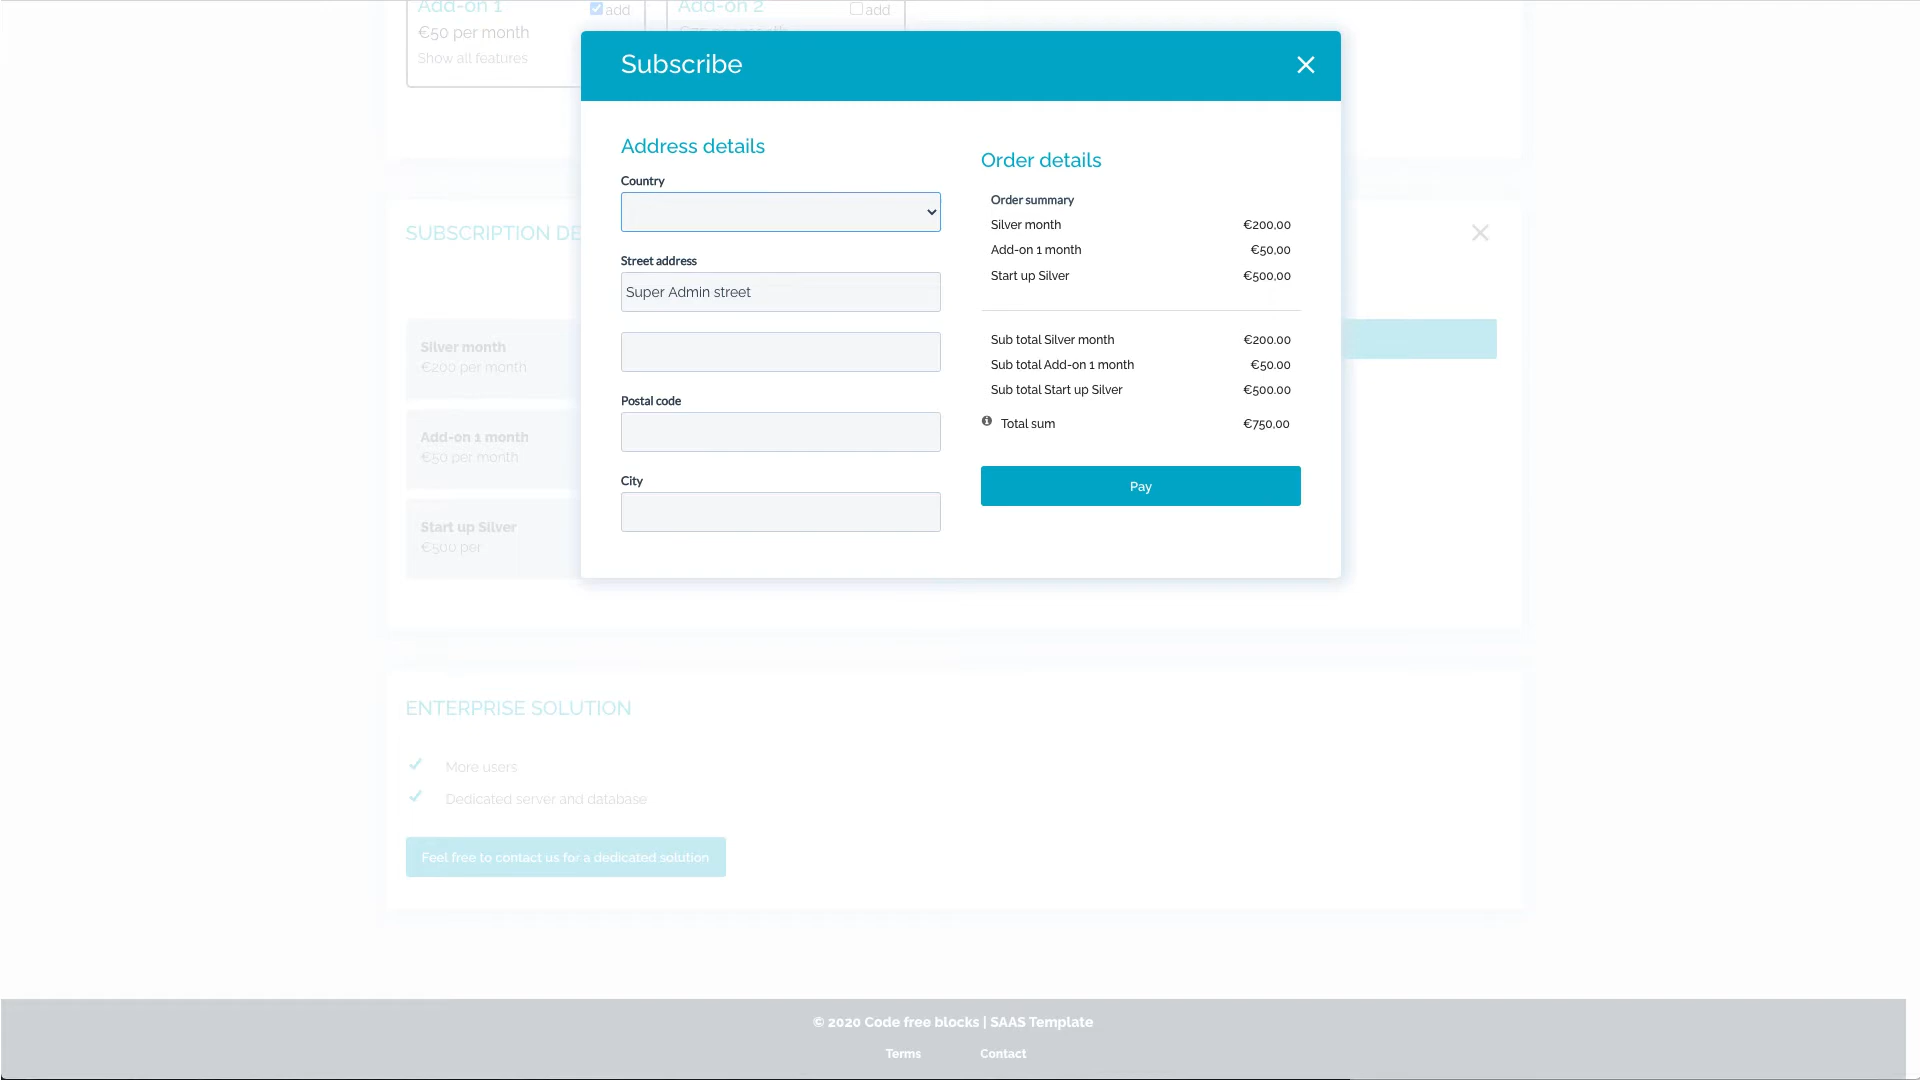 Add-on 1
add
Add-on 2
add
€50 per month
Show all features
Subscribe
Address details
Country
Street address
Super Admin street
Postal code
City
Order details
Order summary
Silver month €200,00
Add-on 1 month €50,00
Start up Silver €500,00
Sub total Silver month €200.00
Sub total Add-on 1 month €50.00
Sub total Start up Silver €500.00
Total sum €750,00
Pay
SUBSCRIPTION DE
Silver month
€200 per month
Add-on 1 month
€50 per month
Start up Silver
€500 per
ENTERPRISE SOLUTION
More users
Dedicated server and database
Feel free to contact us for a dedicated solution
© 2020 Code free blocks | SAAS Template
Terms Contact